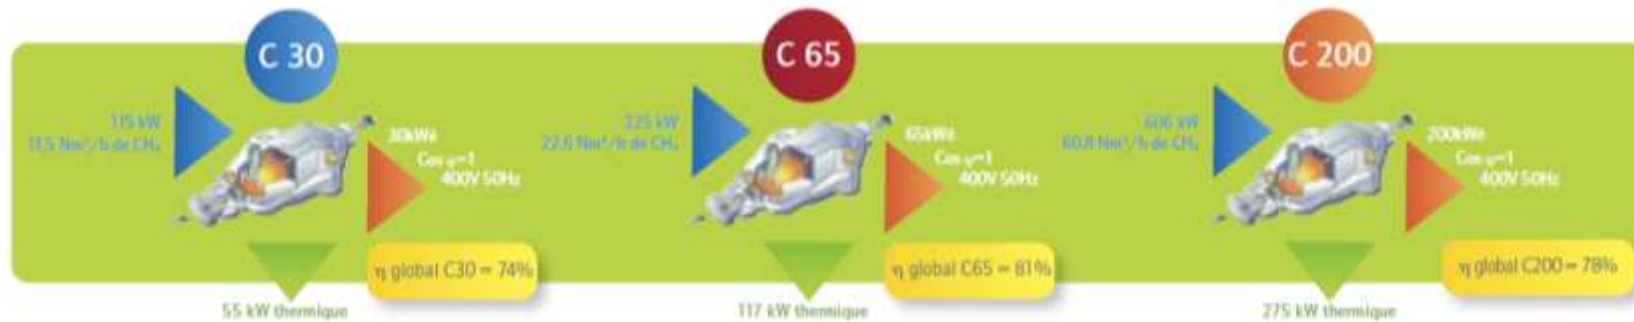 C 30
115 kW
11,5 Nm³/h de CH₄
30kWé
Cos φ=1
400V 50Hz
η global C30 = 74%
55 kW thermique
C 65
225 kW
22,6 Nm³/h de CH₄
65kWé
Cos φ=1
400V 50Hz
η global C65 = 81%
117 kW thermique
C 200
606 kW
60,8 Nm³/h de CH₄
200kWé
Cos φ=1
400V 50Hz
η global C200 = 78%
275 kW thermique